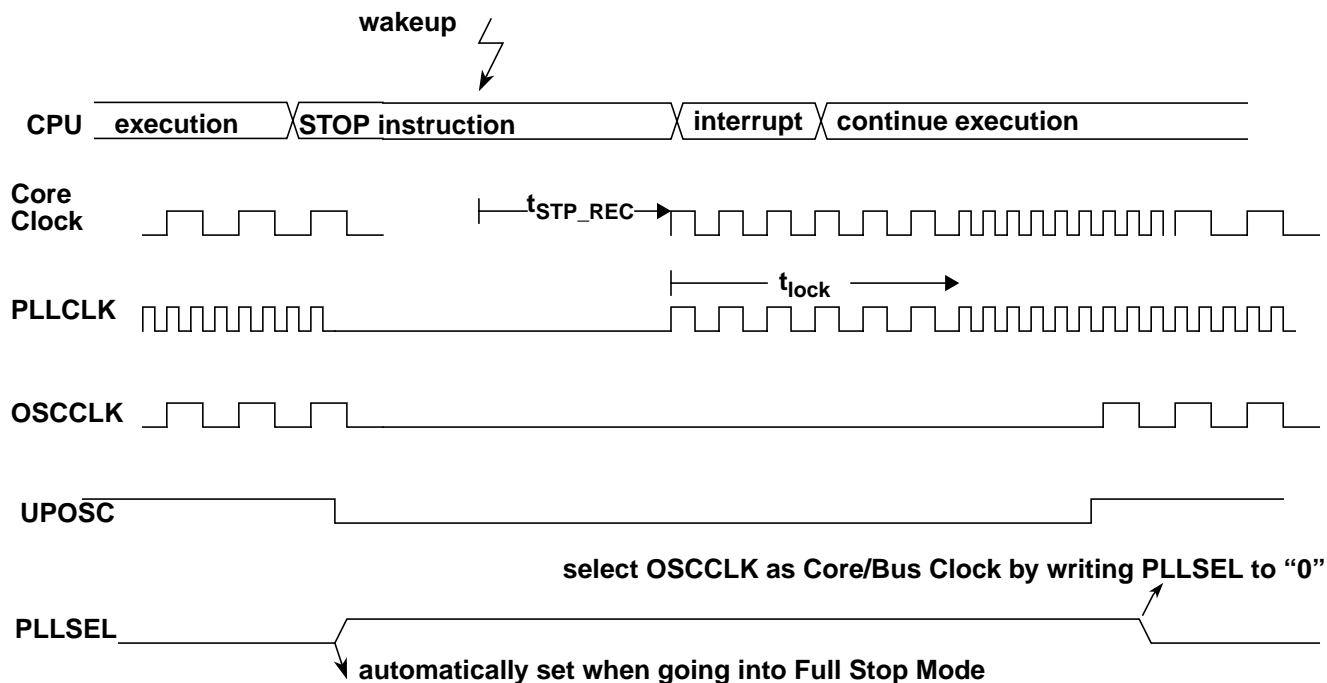 wakeup
CPU
execution
STOP instruction
interrupt
continue execution
Core
Clock
tSTP_REC
tlock
PLLCLK
OSCCLK
UPOSC
select OSCCLK as Core/Bus Clock by writing PLLSEL to “0”
PLLSEL
automatically set when going into Full Stop Mode